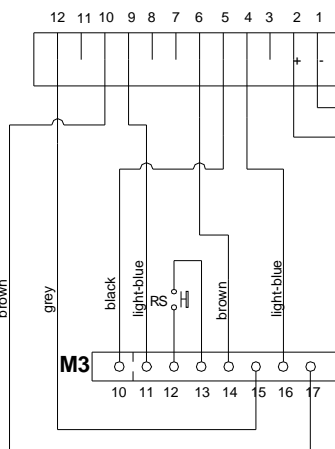 12 11 10 9 8 7 6 5 4 3 2 1
+ -
brown grey black light-blue RS brown light-blue
M3
10 11 12 13 14 15 16 17